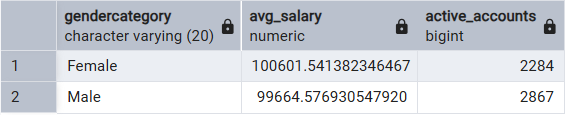 gendercategory avg_salary active_accounts
character varying (20) numeric bigint
1 Female 100601.541382346467 2284
2 Male 99664.576930547920 2867